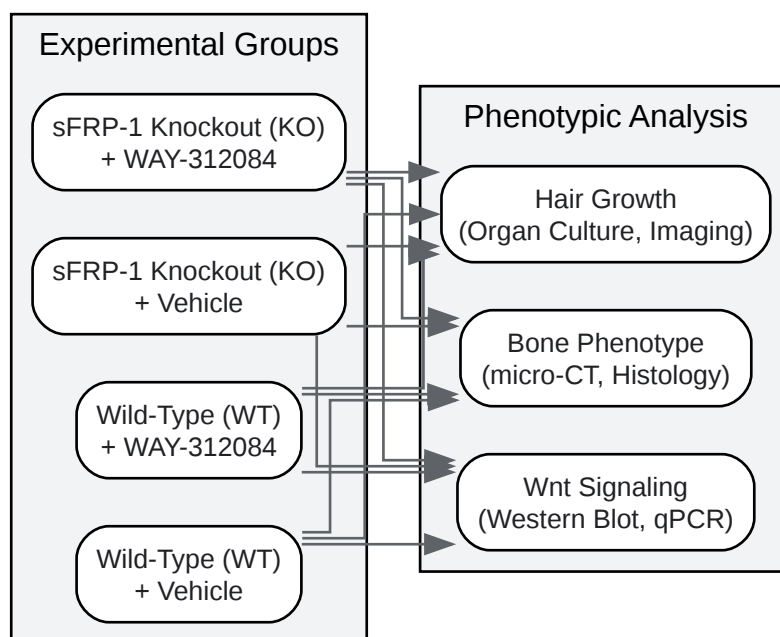 Experimental Groups
sFRP-1 Knockout (KO)
+ WAY-312084
sFRP-1 Knockout (KO)
+ Vehicle
Wild-Type (WT)
+ WAY-312084
Wild-Type (WT)
+ Vehicle
Phenotypic Analysis
Hair Growth
(Organ Culture, Imaging)
Bone Phenotype
(micro-CT, Histology)
Wnt Signaling
(Western Blot, qPCR)